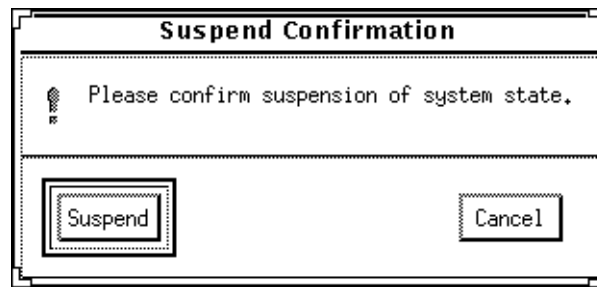 Suspend Confirmation
Please confirm suspension of system state.
Suspend
Cancel